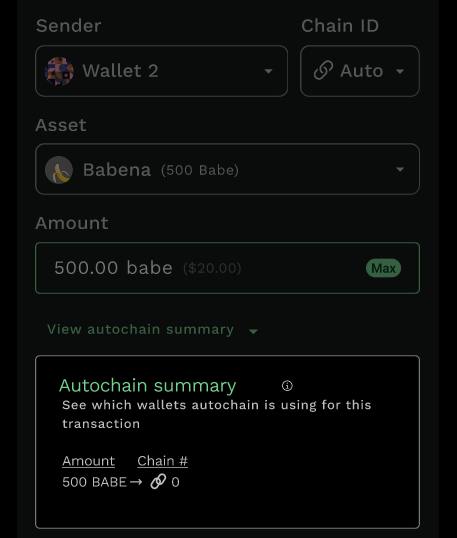 Sender Chain ID
Wallet 2 Auto
Asset
Babena (500 Babe)
Amount
500.00 babe ($20.00) Max
View autochain summary
Autochain summary
See which wallets autochain is using for this
transaction
Amount Chain #
500 BABE→ 0